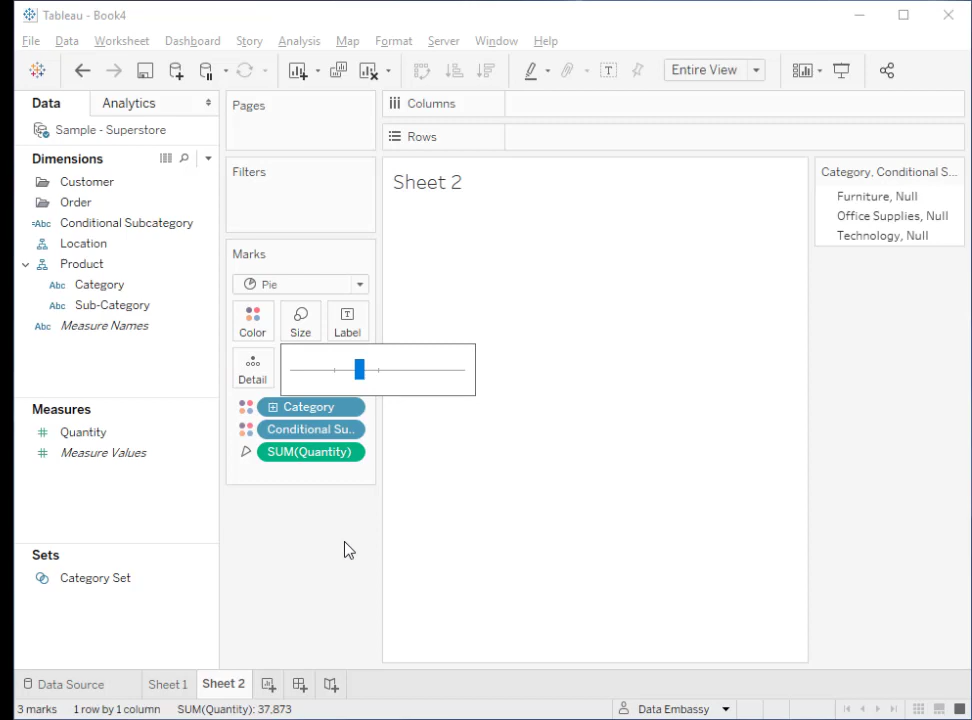 Tableau - Book4
File Data Worksheet Dashboard Story Analysis Map Format Server Window Help
Entire View
Data Analytics
Sample - Superstore
Dimensions
Customer
Order
Abc Conditional Subcategory
Location
Product
Abc Category
Abc Sub-Category
Abc Measure Names
Measures
Quantity
Measure Values
Sets
Category Set
Pages
Filters
Marks
Pie
Color Size Label
Detail
Category
Conditional Su..
SUM(Quantity)
Columns
Rows
Sheet 2
Category, Conditional S...
Furniture, Null
Office Supplies, Null
Technology, Null
Data Source Sheet 1 Sheet 2
3 marks 1 row by 1 column SUM(Quantity): 37,873 Data Embassy